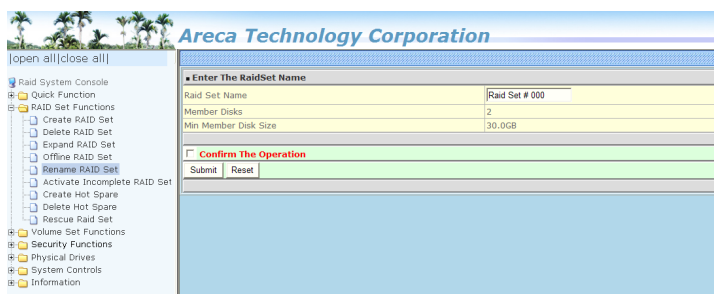 Areca Technology Corporation
|open all|close all|
Raid System Console
Quick Function
RAID Set Functions
Create RAID Set
Delete RAID Set
Expand RAID Set
Offline RAID Set
Rename RAID Set
Activate Incomplete RAID Set
Create Hot Spare
Delete Hot Spare
Rescue Raid Set
Volume Set Functions
Security Functions
Physical Drives
System Controls
Information
Enter The RaidSet Name
Raid Set Name Raid Set # 000
Member Disks 2
Min Member Disk Size 30.0GB
Confirm The Operation
Submit Reset